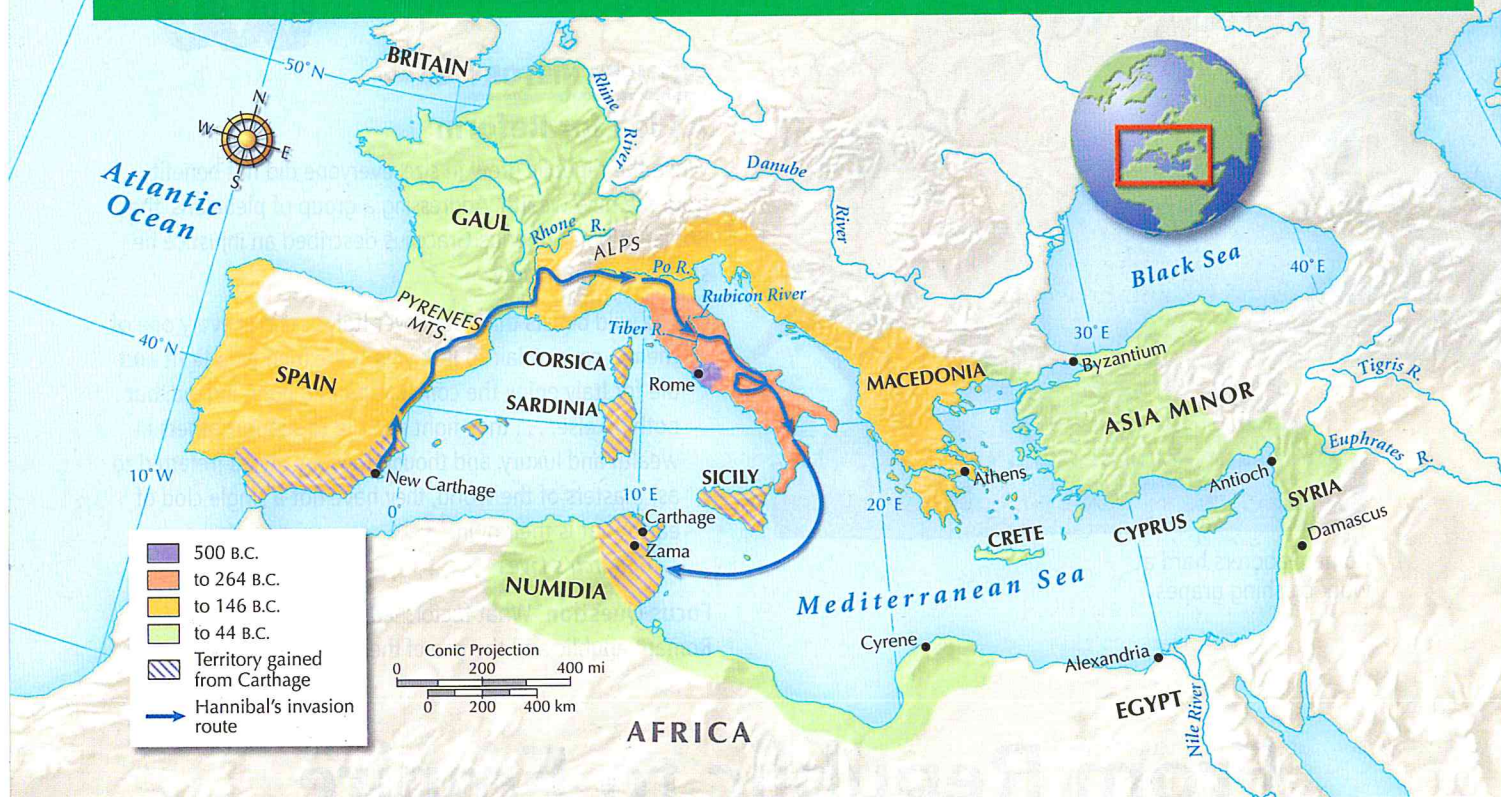 BRITAIN
50°N
N
W
E
S
Rhine River
Atlantic
Ocean
Danube River
GAUL
Rhone R.
ALPS
Po R.
Rubicon River
Black Sea
40°E
PYRENEES
MTS.
Tiber R.
40°N
CORSICA
30°E
Byzantium
SPAIN
Rome
MACEDONIA
Tigris R.
SARDINIA
ASIA MINOR
Euphrates R.
10°W
New Carthage
SICILY
Athens
Antioch
SYRIA
0°
10°E
20°E
Carthage
CRETE
CYPRUS
Damascus
Zama
NUMIDIA
Mediterranean Sea
Cyrene
Alexandria
EGYPT
Nile River
AFRICA
500 B.C.
to 264 B.C.
to 146 B.C.
to 44 B.C.
Territory gained
from Carthage
Hannibal's invasion
route
Conic Projection
0 200 400 mi
0 200 400 km